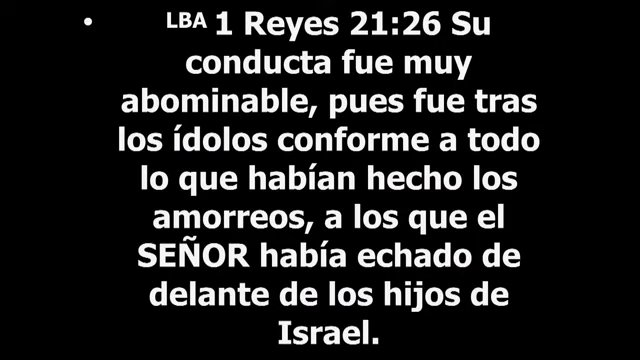 • LBA 1 Reyes 21:26 Su
conducta fue muy
abominable, pues fue tras
los ídolos conforme a todo
lo que habían hecho los
amorreos, a los que el
SEÑOR había echado de
delante de los hijos de
Israel.